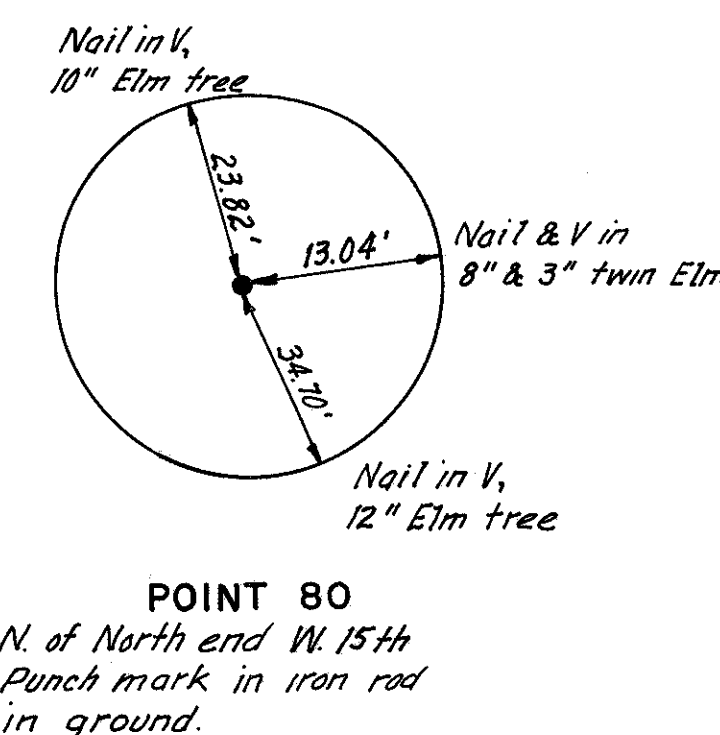 Nail in V,
10" Elm tree
23.82'
13.04'
Nail & V in
8" & 3" twin Elm
34.70'
Nail in V,
12" Elm tree
POINT 80
N. of North end W. 15th
Punch mark in iron rod
in ground.